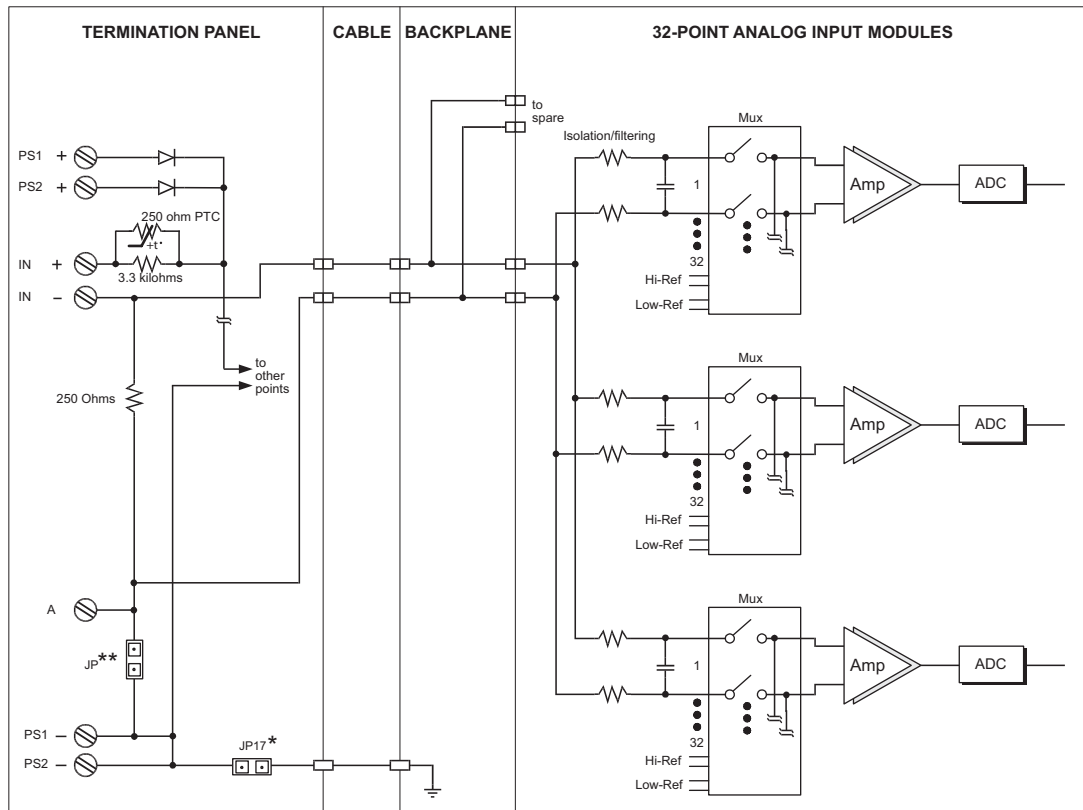 TERMINATION PANEL
CABLE
BACKPLANE
32-POINT ANALOG INPUT MODULES
PS1 +
PS2 +
250 ohm PTC
+t°
3.3 kilohms
IN +
IN −
to
other
points
250 Ohms
A
JP**
PS1 −
PS2 −
JP17*
to
spare
Isolation/filtering
Mux
1
32
Hi-Ref
Low-Ref
Amp
ADC
Mux
1
32
Hi-Ref
Low-Ref
Amp
ADC
Mux
1
32
Hi-Ref
Low-Ref
Amp
ADC